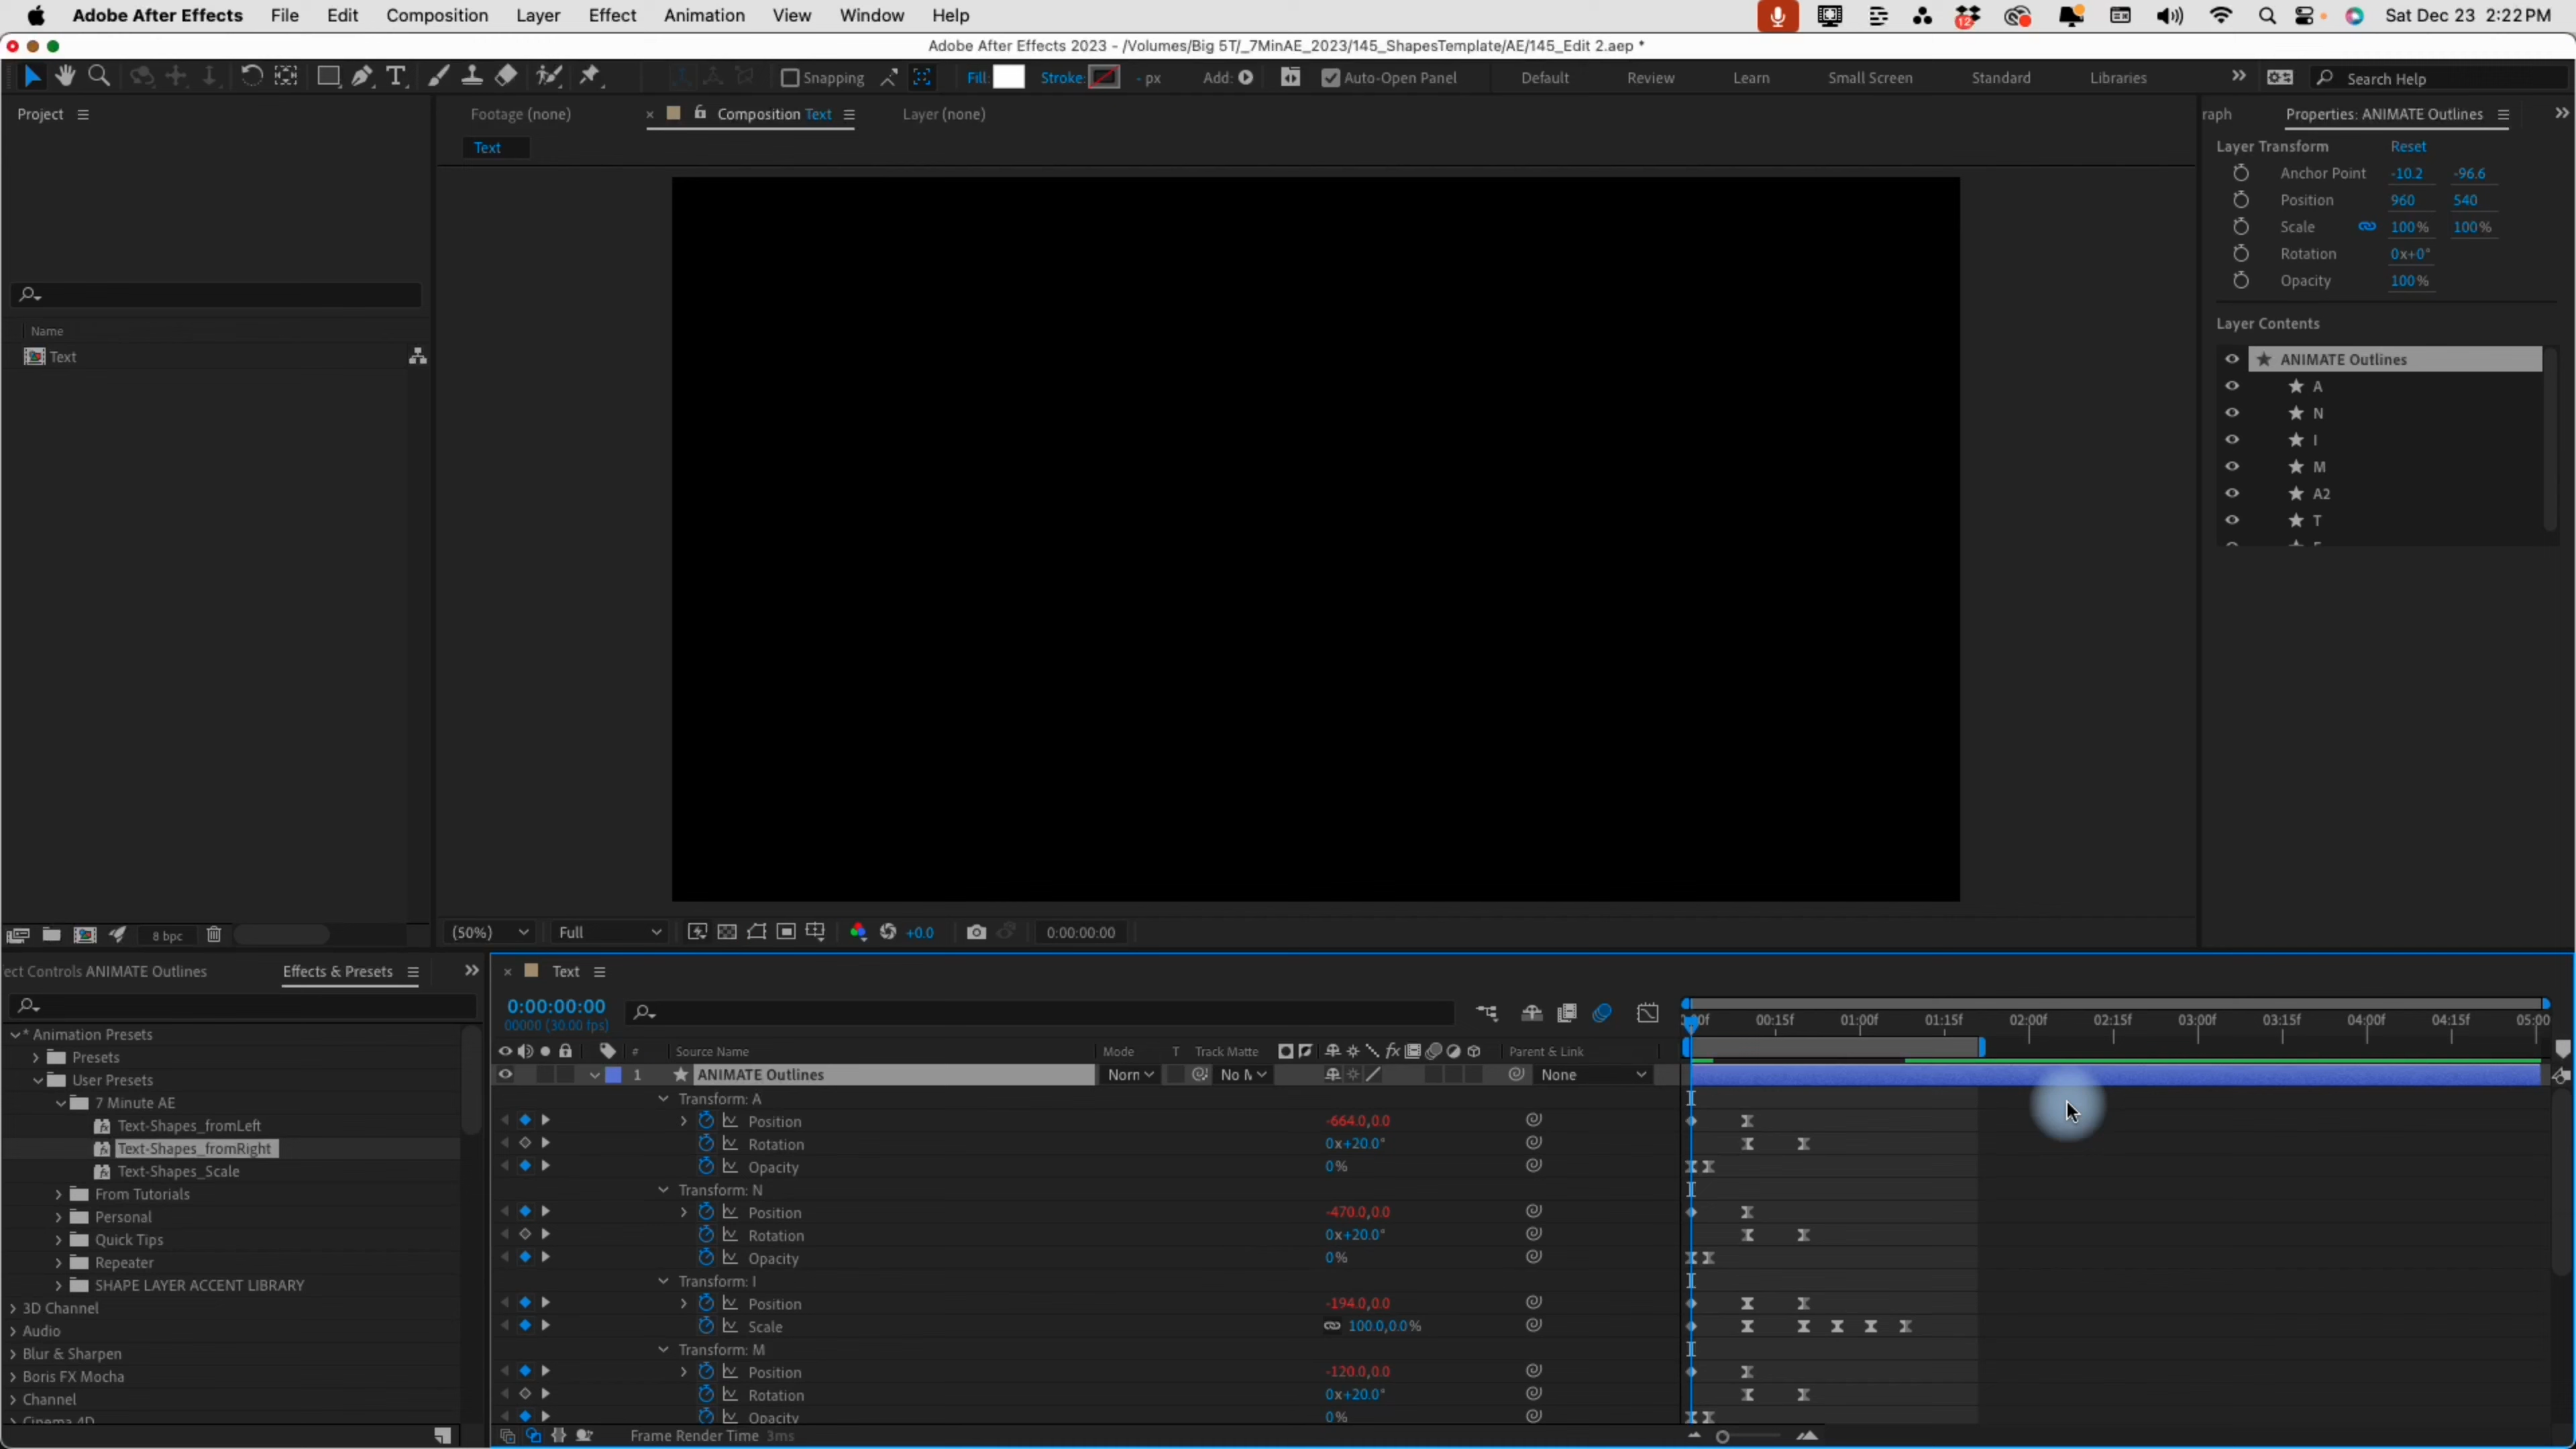 Adobe After Effects File Edit Composition Layer Effect Animation View Window Help 12 Sat Dec 23 2:22 PM
Adobe After Effects 2023 - /Volumes/Big 5T/_7MinAE_2023/145_ShapesTemplate/AE/145_Edit 2.aep *
Snapping Fill: Stroke: - px Add: Auto-Open Panel Default Review Learn Small Screen Standard Libraries Search Help
Project Footage (none) Composition Text Layer (none) raph Properties: ANIMATE Outlines
Text
Layer Transform Reset
Anchor Point -10.2 -96.6
Position 960 540
Scale 100% 100%
Rotation 0x+0°
Opacity 100%
Layer Contents
ANIMATE Outlines
A
N
I
M
A2
T
Name
Text
8 bpc (50%) Full +0.0 0:00:00:00
ect Controls ANIMATE Outlines Effects & Presets
* Animation Presets
Presets
User Presets
7 Minute AE
Text-Shapes_fromLeft
Text-Shapes_fromRight
Text-Shapes_Scale
From Tutorials
Personal
Quick Tips
Repeater
SHAPE LAYER ACCENT LIBRARY
3D Channel
Audio
Blur & Sharpen
Boris FX Mocha
Channel
Cinema 4D
Text
0:00:00:00
00000 (30.00 fps)
00f 00:15f 01:00f 01:15f 02:00f 02:15f 03:00f 03:15f 04:00f 04:15f 05:00
# Source Name Mode T Track Matte fx Parent & Link
1 ANIMATE Outlines Norn No M None
Transform: A
Position -664.0,0.0
Rotation 0x+20.0°
Opacity 0%
Transform: N
Position -470.0,0.0
Rotation 0x+20.0°
Opacity 0%
Transform: I
Position -194.0,0.0
Scale 100.0,0.0%
Transform: M
Position -120.0,0.0
Rotation 0x+20.0°
Opacity 0%
Frame Render Time 3ms